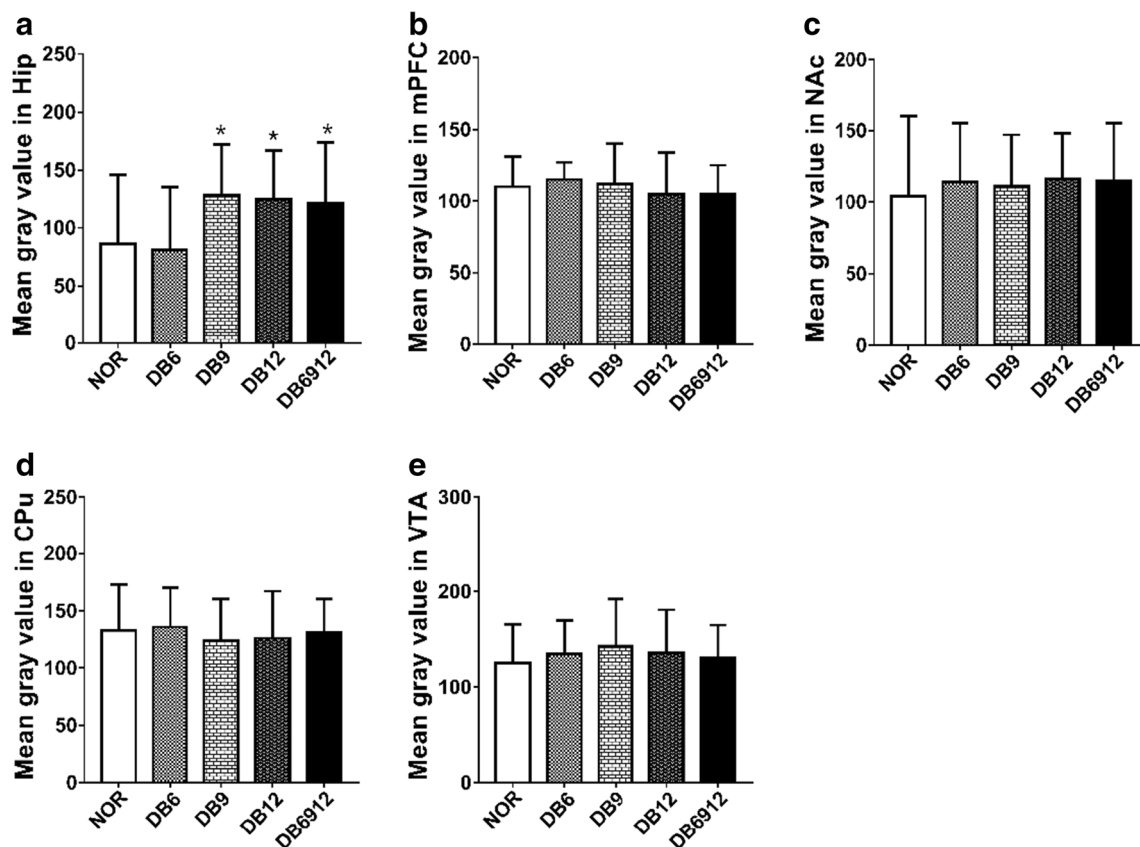 a
Mean gray value in Hip
250
200
150
100
50
0
* * *
NOR DB6 DB9 DB12 DB6912
b
Mean gray value in mPFC
200
150
100
50
0
NOR DB6 DB9 DB12 DB6912
c
Mean gray value in NAc
200
150
100
50
0
NOR DB6 DB9 DB12 DB6912
d
Mean gray value in CPu
250
200
150
100
50
0
NOR DB6 DB9 DB12 DB6912
e
Mean gray value in VTA
300
200
100
0
NOR DB6 DB9 DB12 DB6912